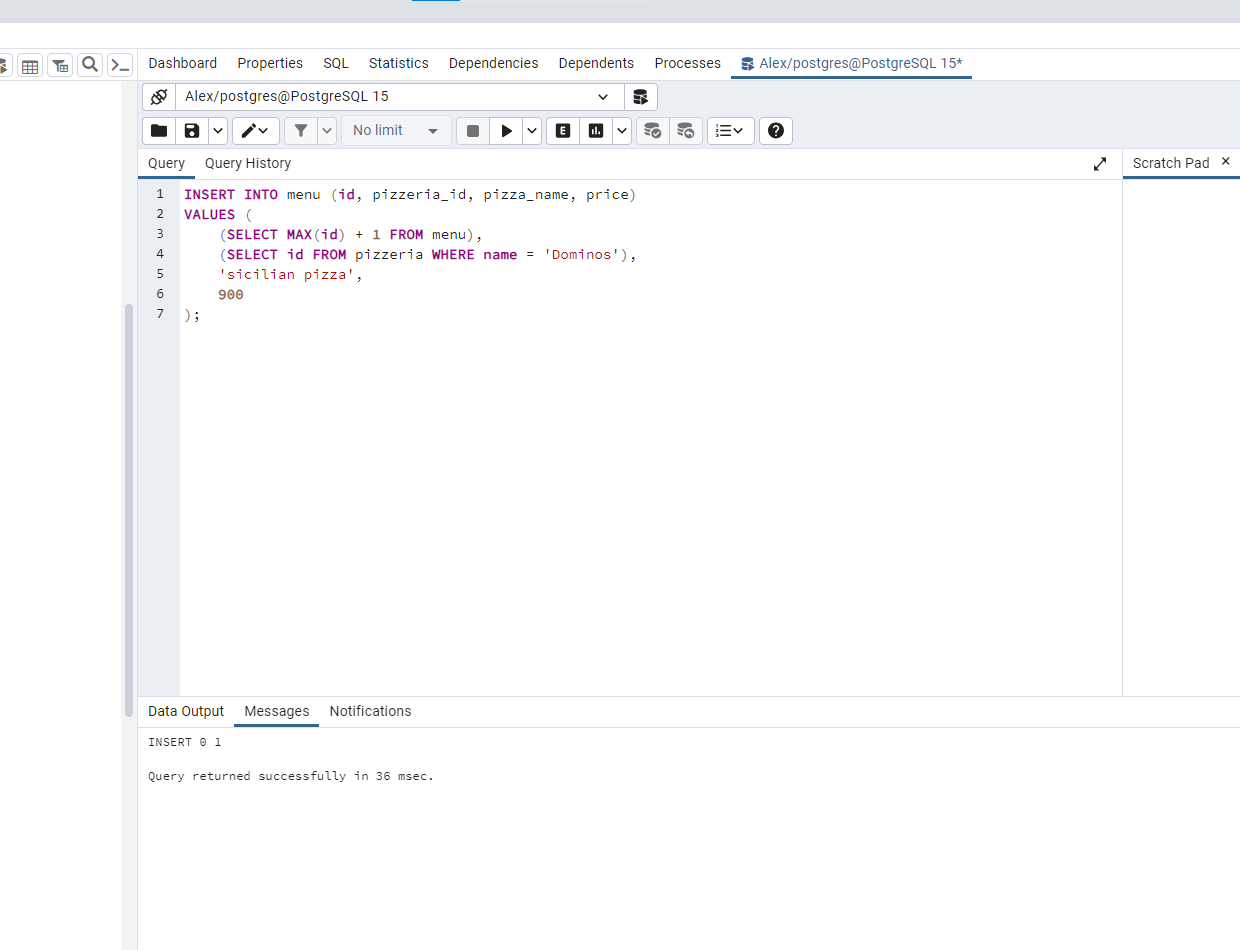 Dashboard Properties SQL Statistics Dependencies Dependents Processes Alex/postgres@PostgreSQL 15*
Alex/postgres@PostgreSQL 15
No limit E
Query Query History Scratch Pad
1 INSERT INTO menu (id, pizzeria_id, pizza_name, price)
2 VALUES (
3 (SELECT MAX(id) + 1 FROM menu),
4 (SELECT id FROM pizzeria WHERE name = 'Dominos'),
5 'sicilian pizza',
6 900
7 );
Data Output Messages Notifications
INSERT 0 1
Query returned successfully in 36 msec.